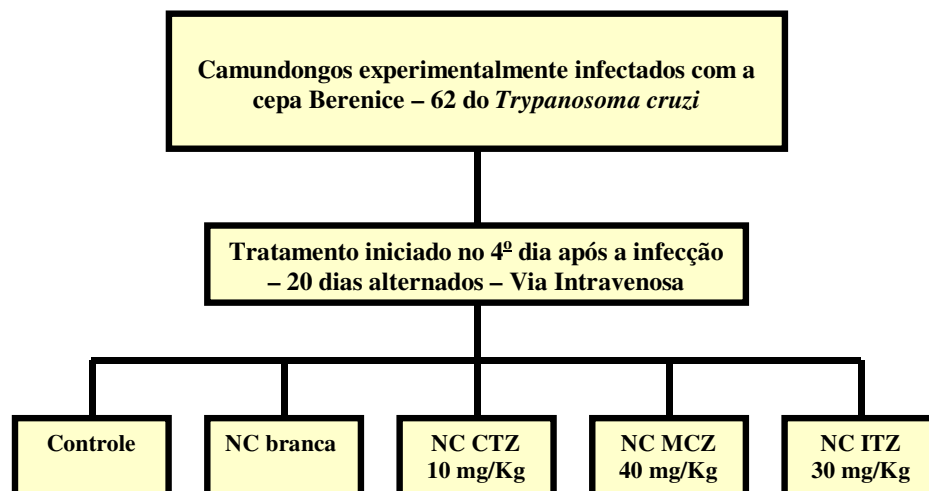 Camundongos experimentalmente infectados com a
cepa Berenice – 62 do Trypanosoma cruzi
Tratamento iniciado no 4º dia após a infecção
– 20 dias alternados – Via Intravenosa
Controle
NC branca
NC CTZ
10 mg/Kg
NC MCZ
40 mg/Kg
NC ITZ
30 mg/Kg